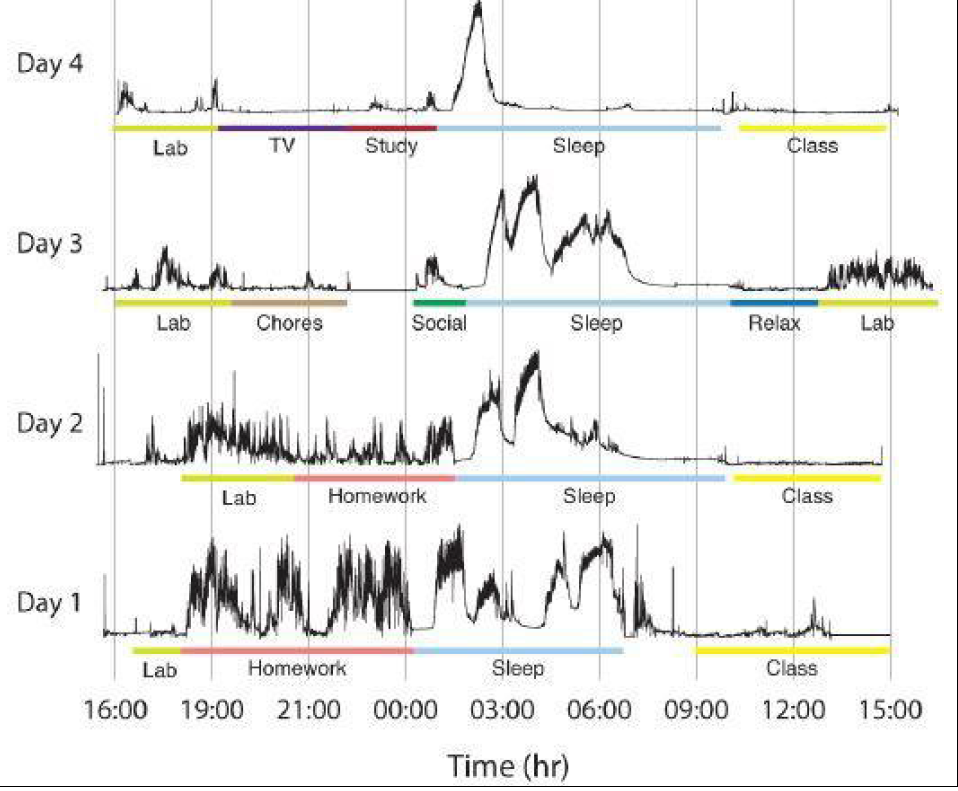 Day 4
Lab TV Study Sleep Class
Day 3
Lab Chores Social Sleep Relax Lab
Day 2
Lab Homework Sleep Class
Day 1
Lab Homework Sleep Class
16:00 19:00 21:00 00:00 03:00 06:00 09:00 12:00 15:00
Time (hr)